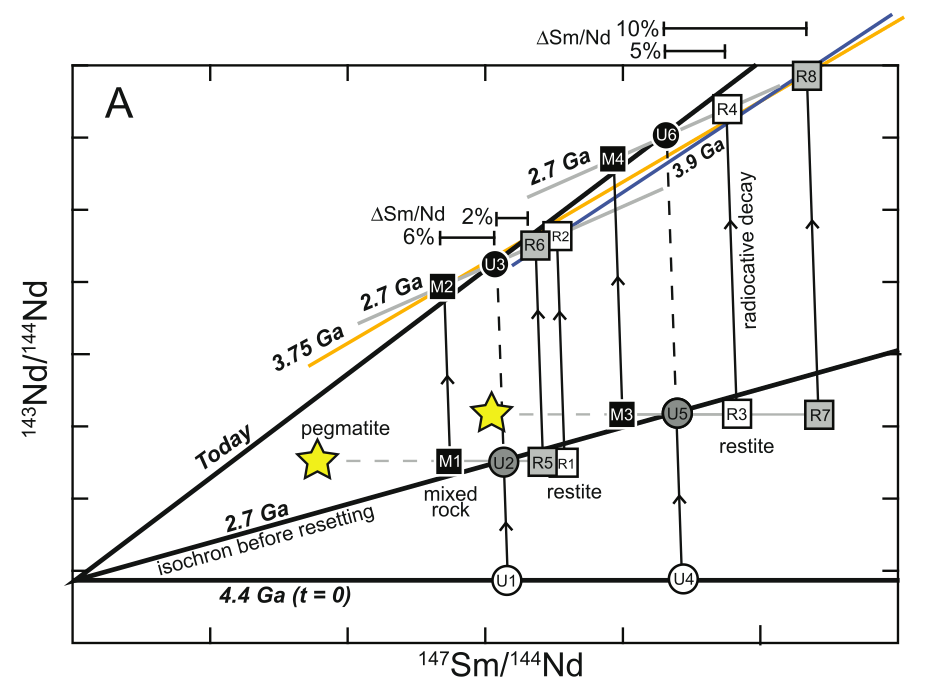 10%
ΔSm/Nd
5%
A
R8
R4
U6
2.7 Ga
M4
3.9 Ga
ΔSm/Nd
2%
6%
R6
R2
U3
2.7 Ga
M2
3.75 Ga
radiocative decay
143Nd/144Nd
Today
pegmatite
M3
U5
R3
R7
restite
M1
U2
R5
R1
mixed
rock
restite
2.7 Ga
isochron before resetting
U1
U4
4.4 Ga (t = 0)
147Sm/144Nd